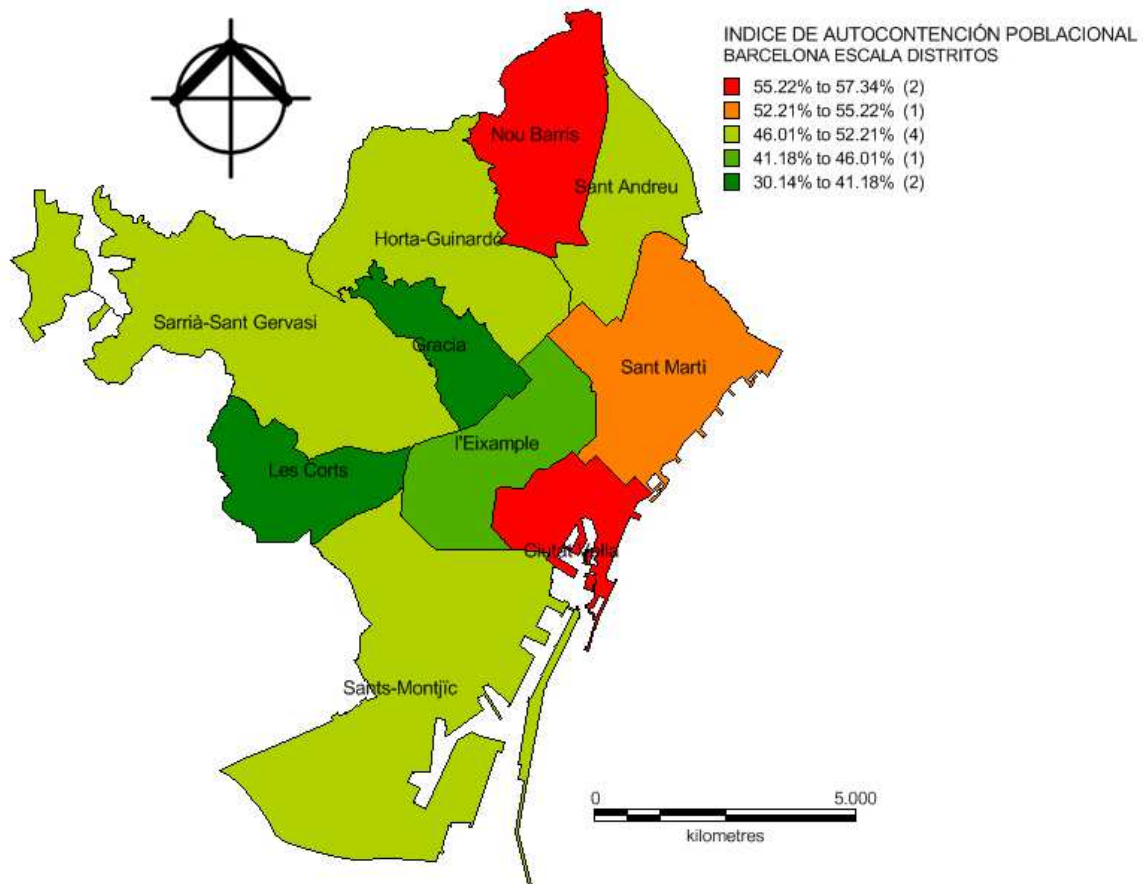 INDICE DE AUTOCONTENCIÓN POBLACIONAL
BARCELONA ESCALA DISTRITOS
55.22% to 57.34% (2)
52.21% to 55.22% (1)
46.01% to 52.21% (4)
41.18% to 46.01% (1)
30.14% to 41.18% (2)
Nou Barris
Sant Andreu
Horta-Guinardó
Sarrià-Sant Gervasi
Gracia
Sant Martì
l'Eixample
Les Corts
Ciutat Vella
Sants-Montjïc
0 5.000
kilometres